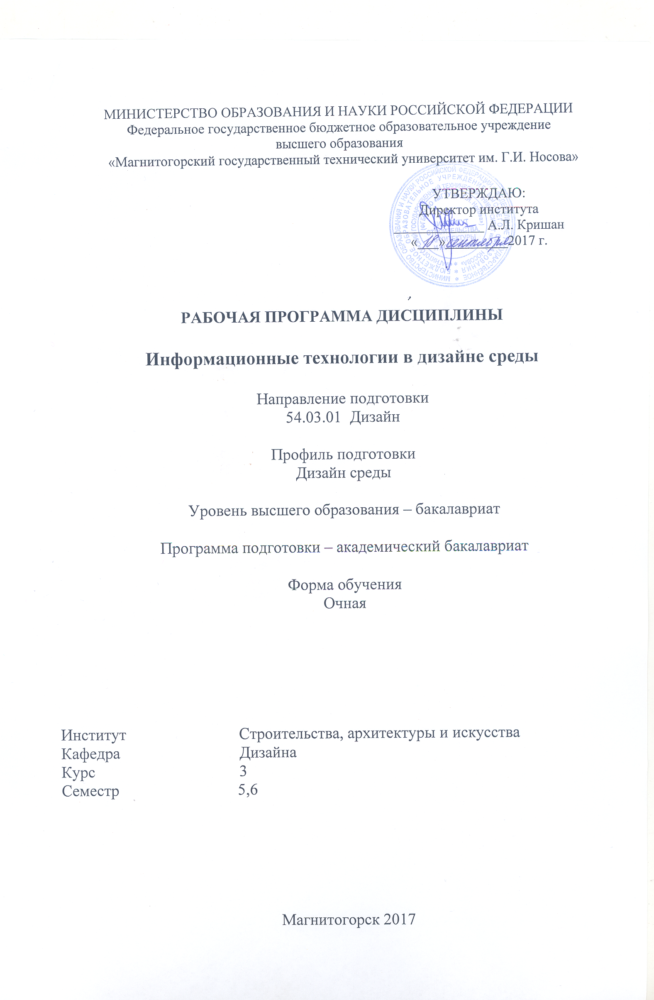 МИНИСТЕРСТВО ОБРАЗОВАНИЯ И НАУКИ РОССИЙСКОЙ ФЕДЕРАЦИИ
Федеральное государственное бюджетное образовательное учреждение
высшего образования
«Магнитогорский государственный технический университет им. Г.И. Носова»
УТВЕРЖДАЮ:
Директор института
А.Л. Кришан
«18» сентября 2017 г.
РАБОЧАЯ ПРОГРАММА ДИСЦИПЛИНЫ
Информационные технологии в дизайне среды
Направление подготовки
54.03.01 Дизайн
Профиль подготовки
Дизайн среды
Уровень высшего образования – бакалавриат
Программа подготовки – академический бакалавриат
Форма обучения
Очная
Институт Строительства, архитектуры и искусства
Кафедра Дизайна
Курс 3
Семестр 5,6
Магнитогорск 2017